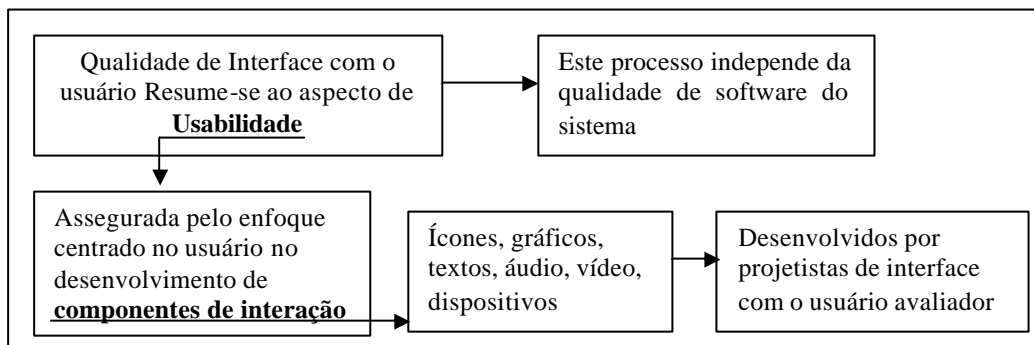 Qualidade de Interface com o
usuário Resume-se ao aspecto de
Usabilidade
Este processo independe da
qualidade de software do
sistema
Assegurada pelo enfoque
centrado no usuário no
desenvolvimento de
componentes de interação
Ícones, gráficos,
textos, áudio, vídeo,
dispositivos
Desenvolvidos por
projetistas de interface
com o usuário avaliador